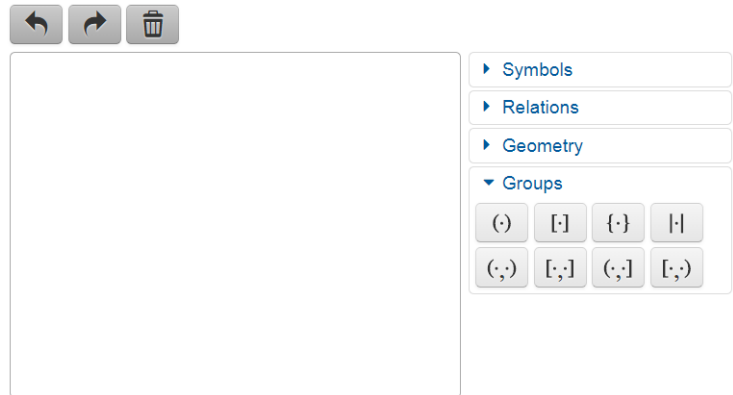 Symbols
Relations
Geometry
Groups
(·) [·] {·} |·|
(·,·) [·,·] (·,·] [·,·)